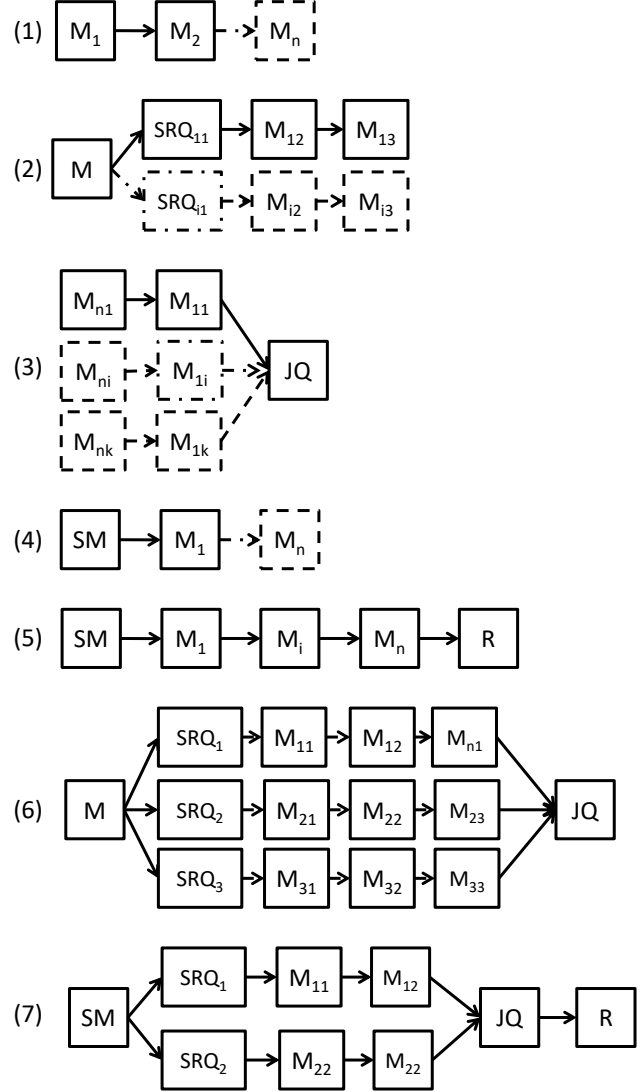 (1) M₁ M₂ Mₙ
SRQ₁₁ M₁₂ M₁₃
(2) M
SRQᵢ₁ Mᵢ₂ Mᵢ₃
Mₙ₁ M₁₁
(3) Mₙᵢ M₁ᵢ JQ
Mₙₖ M₁ₖ
(4) SM M₁ Mₙ
(5) SM M₁ Mᵢ Mₙ R
SRQ₁ M₁₁ M₁₂ Mₙ₁
(6) M SRQ₂ M₂₁ M₂₂ M₂₃ JQ
SRQ₃ M₃₁ M₃₂ M₃₃
SRQ₁ M₁₁ M₁₂
(7) SM JQ R
SRQ₂ M₂₂ M₂₂